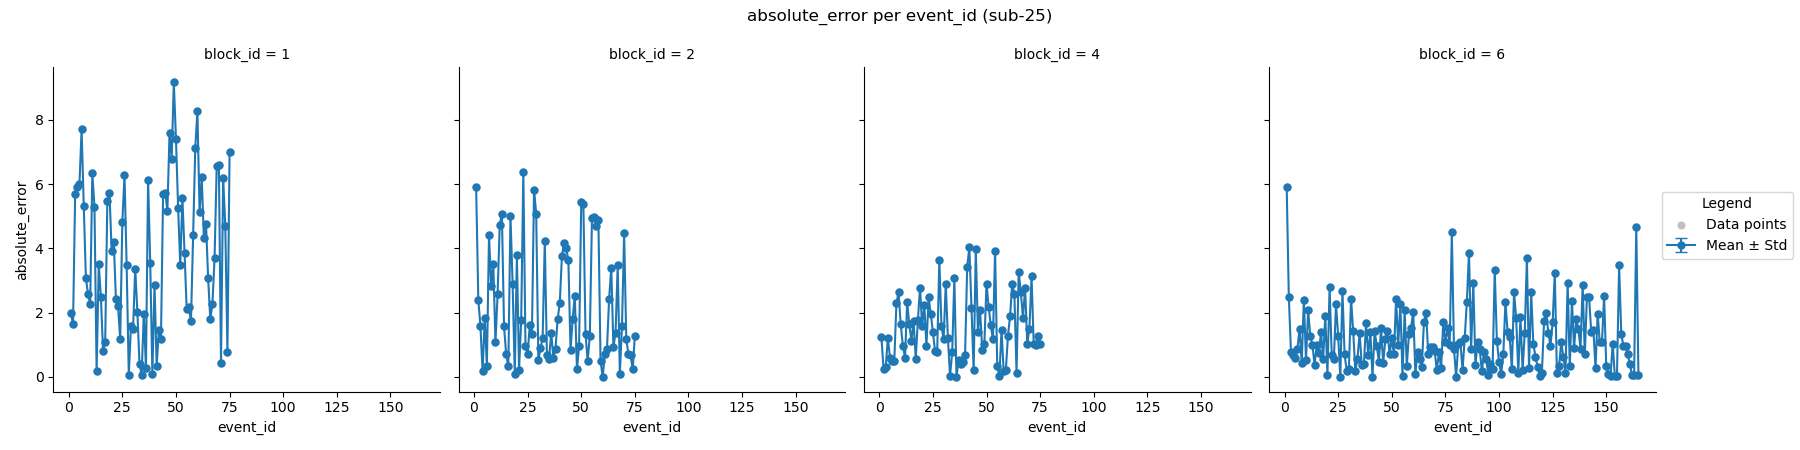 absolute_error per event_id (sub-25)
block_id = 1
block_id = 2
block_id = 4
block_id = 6
absolute_error
8
6
4
2
0
0 25 50 75 100 125 150
0 25 50 75 100 125 150
0 25 50 75 100 125 150
0 25 50 75 100 125 150
event_id
event_id
event_id
event_id
Legend
Data points
Mean ± Std